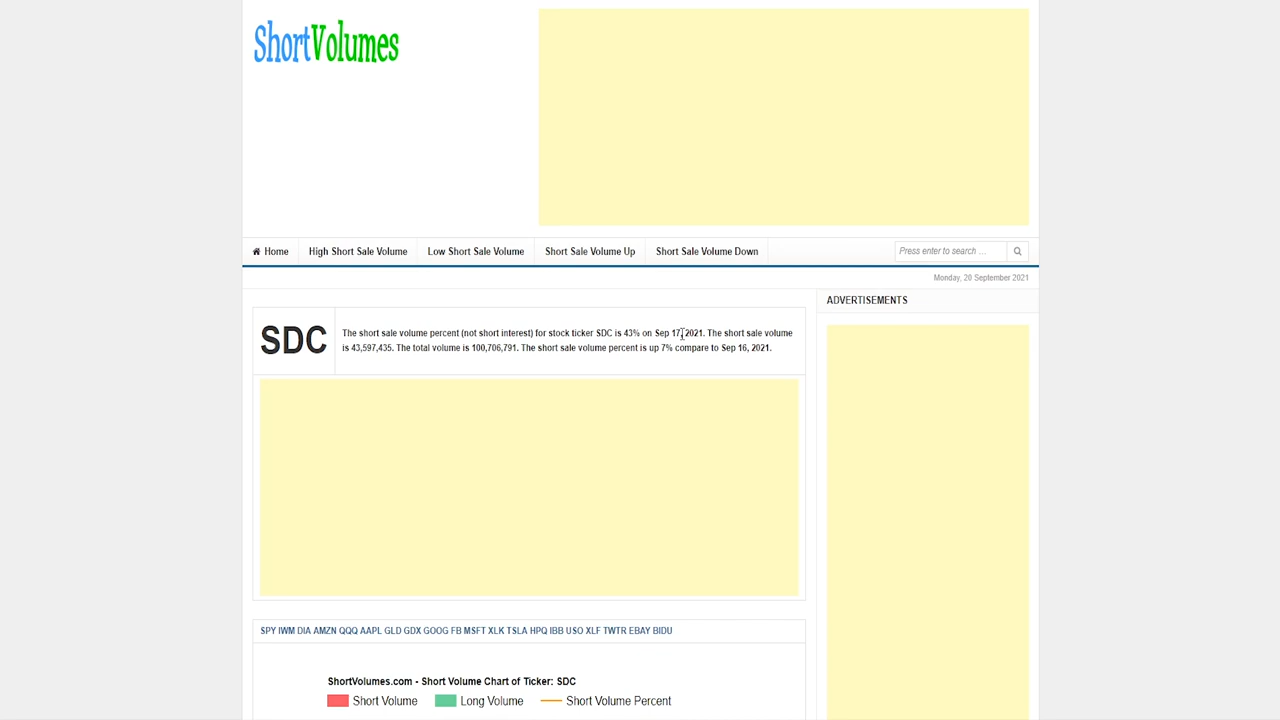 ShortVolumes
Home High Short Sale Volume Low Short Sale Volume Short Sale Volume Up Short Sale Volume Down Press enter to search ...
Monday, 20 September 2021
ADVERTISEMENTS
SDC
The short sale volume percent (not short interest) for stock ticker SDC is 43% on Sep 17, 2021. The short sale volume
is 43,597,435. The total volume is 100,706,791. The short sale volume percent is up 7% compare to Sep 16, 2021.
SPY IWM DIA AMZN QQQ AAPL GLD GDX GOOG FB MSFT XLK TSLA HPQ IBB USO XLF TWTR EBAY BIDU
ShortVolumes.com - Short Volume Chart of Ticker: SDC
Short Volume Long Volume Short Volume Percent